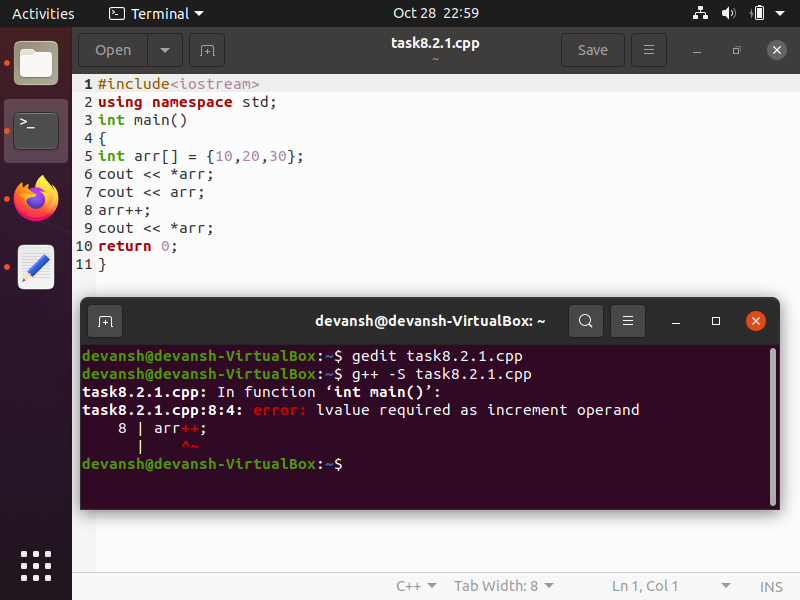 Activities
Terminal
Oct 28 22:59
Open
task8.2.1.cpp
~
Save
1 #include<iostream>
2 using namespace std;
3 int main()
4 {
5 int arr[] = {10,20,30};
6 cout << *arr;
7 cout << arr;
8 arr++;
9 cout << *arr;
10 return 0;
11 }
devansh@devansh-VirtualBox: ~
devansh@devansh-VirtualBox:~$ gedit task8.2.1.cpp
devansh@devansh-VirtualBox:~$ g++ -S task8.2.1.cpp
task8.2.1.cpp: In function ‘int main()’:
task8.2.1.cpp:8:4: error: lvalue required as increment operand
    8 | arr++;
      |    ^~
devansh@devansh-VirtualBox:~$
C++
Tab Width: 8
Ln 1, Col 1
INS